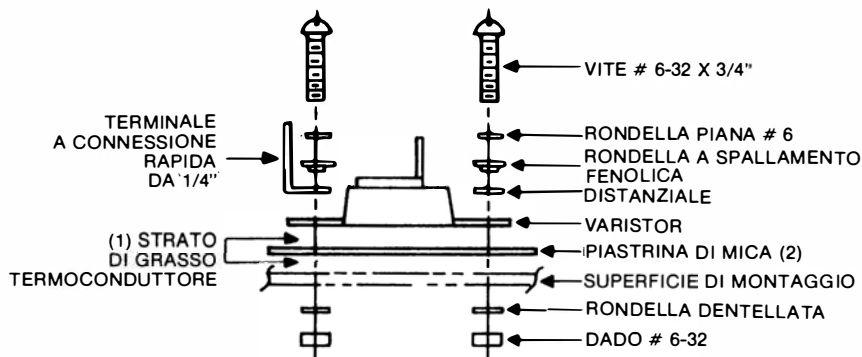 VITE # 6-32 X 3/4"
TERMINALE
A CONNESSIONE
RAPIDA
DA 1/4"
RONDELLA PIANA # 6
RONDELLA A SPALLAMENTO
FENOLICA
DISTANZIALE
VARISTOR
(1) STRATO
DI GRASSO
TERMOCONDUTTORE
PIASTRINA DI MICA (2)
SUPERFICIE DI MONTAGGIO
RONDELLA DENTELLATA
DADO # 6-32